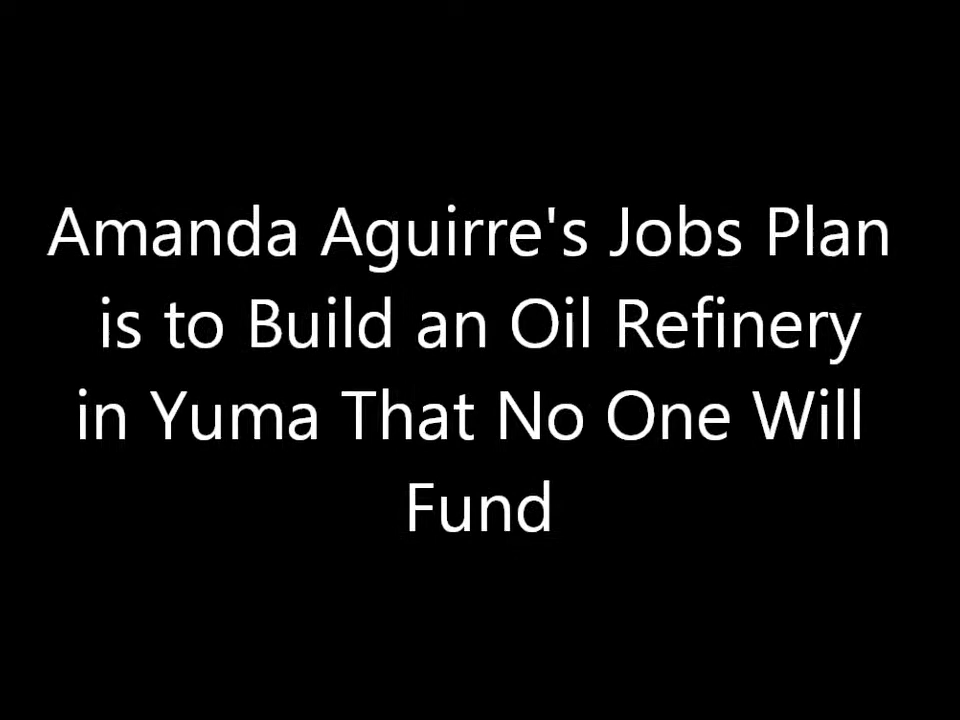 Amanda Aguirre's Jobs Plan
is to Build an Oil Refinery
in Yuma That No One Will
Fund